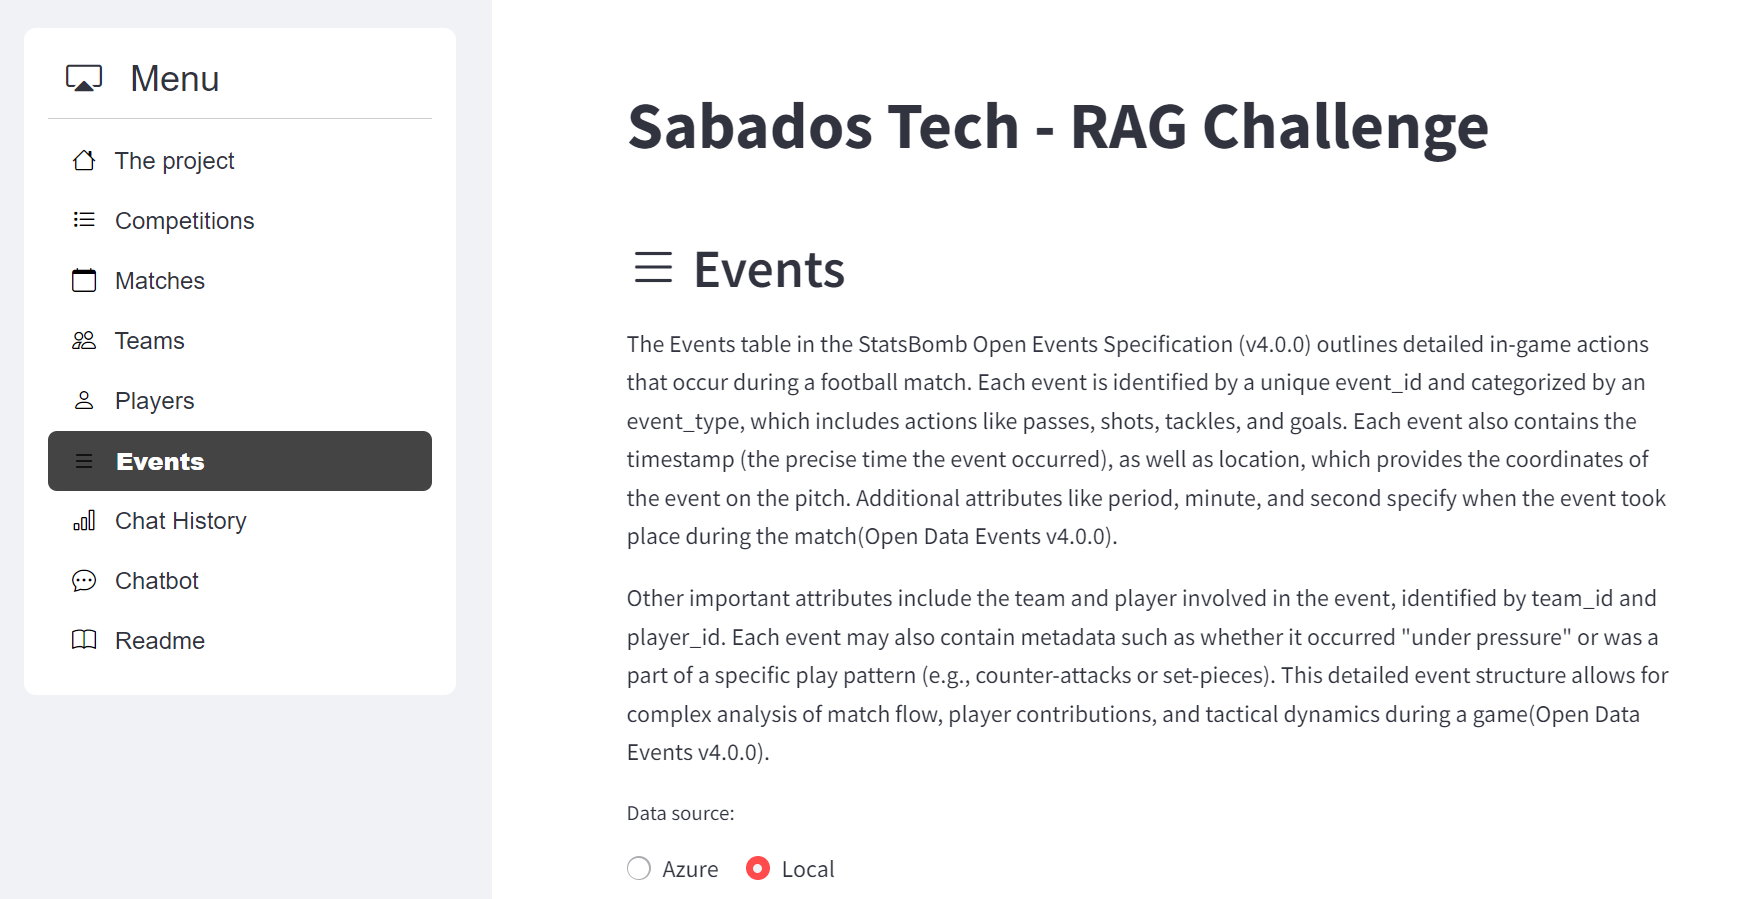 Menu
The project
Competitions
Matches
Teams
Players
Events
Chat History
Chatbot
Readme
Sabados Tech - RAG Challenge
Events
The Events table in the StatsBomb Open Events Specification (v4.0.0) outlines detailed in-game actions
that occur during a football match. Each event is identified by a unique event_id and categorized by an
event_type, which includes actions like passes, shots, tackles, and goals. Each event also contains the
timestamp (the precise time the event occurred), as well as location, which provides the coordinates of
the event on the pitch. Additional attributes like period, minute, and second specify when the event took
place during the match(Open Data Events v4.0.0).
Other important attributes include the team and player involved in the event, identified by team_id and
player_id. Each event may also contain metadata such as whether it occurred "under pressure" or was a
part of a specific play pattern (e.g., counter-attacks or set-pieces). This detailed event structure allows for
complex analysis of match flow, player contributions, and tactical dynamics during a game(Open Data
Events v4.0.0).
Data source:
Azure Local